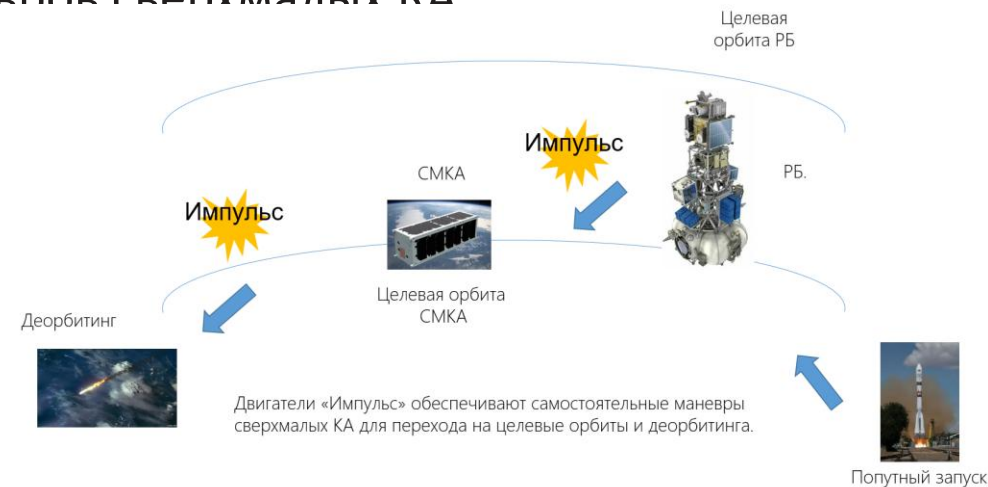 Целевая
орбита РБ
Импульс
СМКА
РБ.
Импульс
Целевая орбита
СМКА
Деорбитинг
Двигатели «Импульс» обеспечивают самостоятельные маневры
сверхмалых КА для перехода на целевые орбиты и деорбитинга.
Попутный запуск